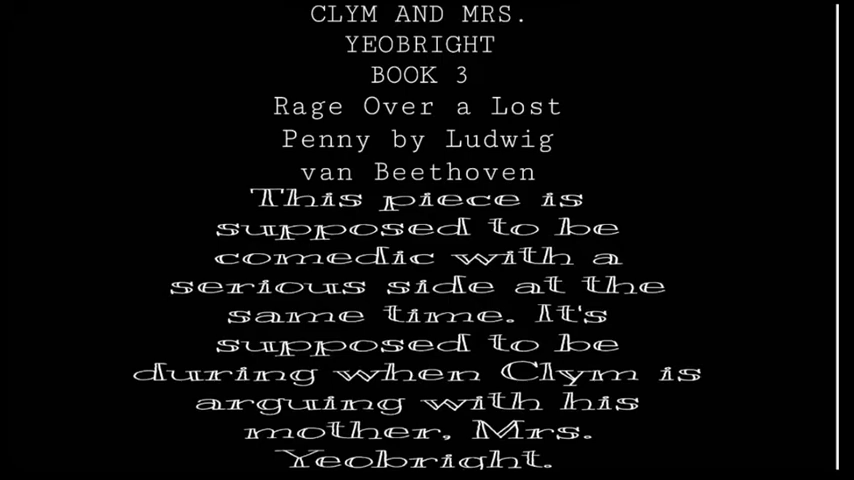 CLYM AND MRS.
YEOBRIGHT
BOOK 3
Rage Over a Lost
Penny by Ludwig
van Beethoven
This piece is
supposed to be
comedic with a
serious side at the
same time. It's
supposed to be
during when Clym is
arguing with his
mother, Mrs.
Yeobright.